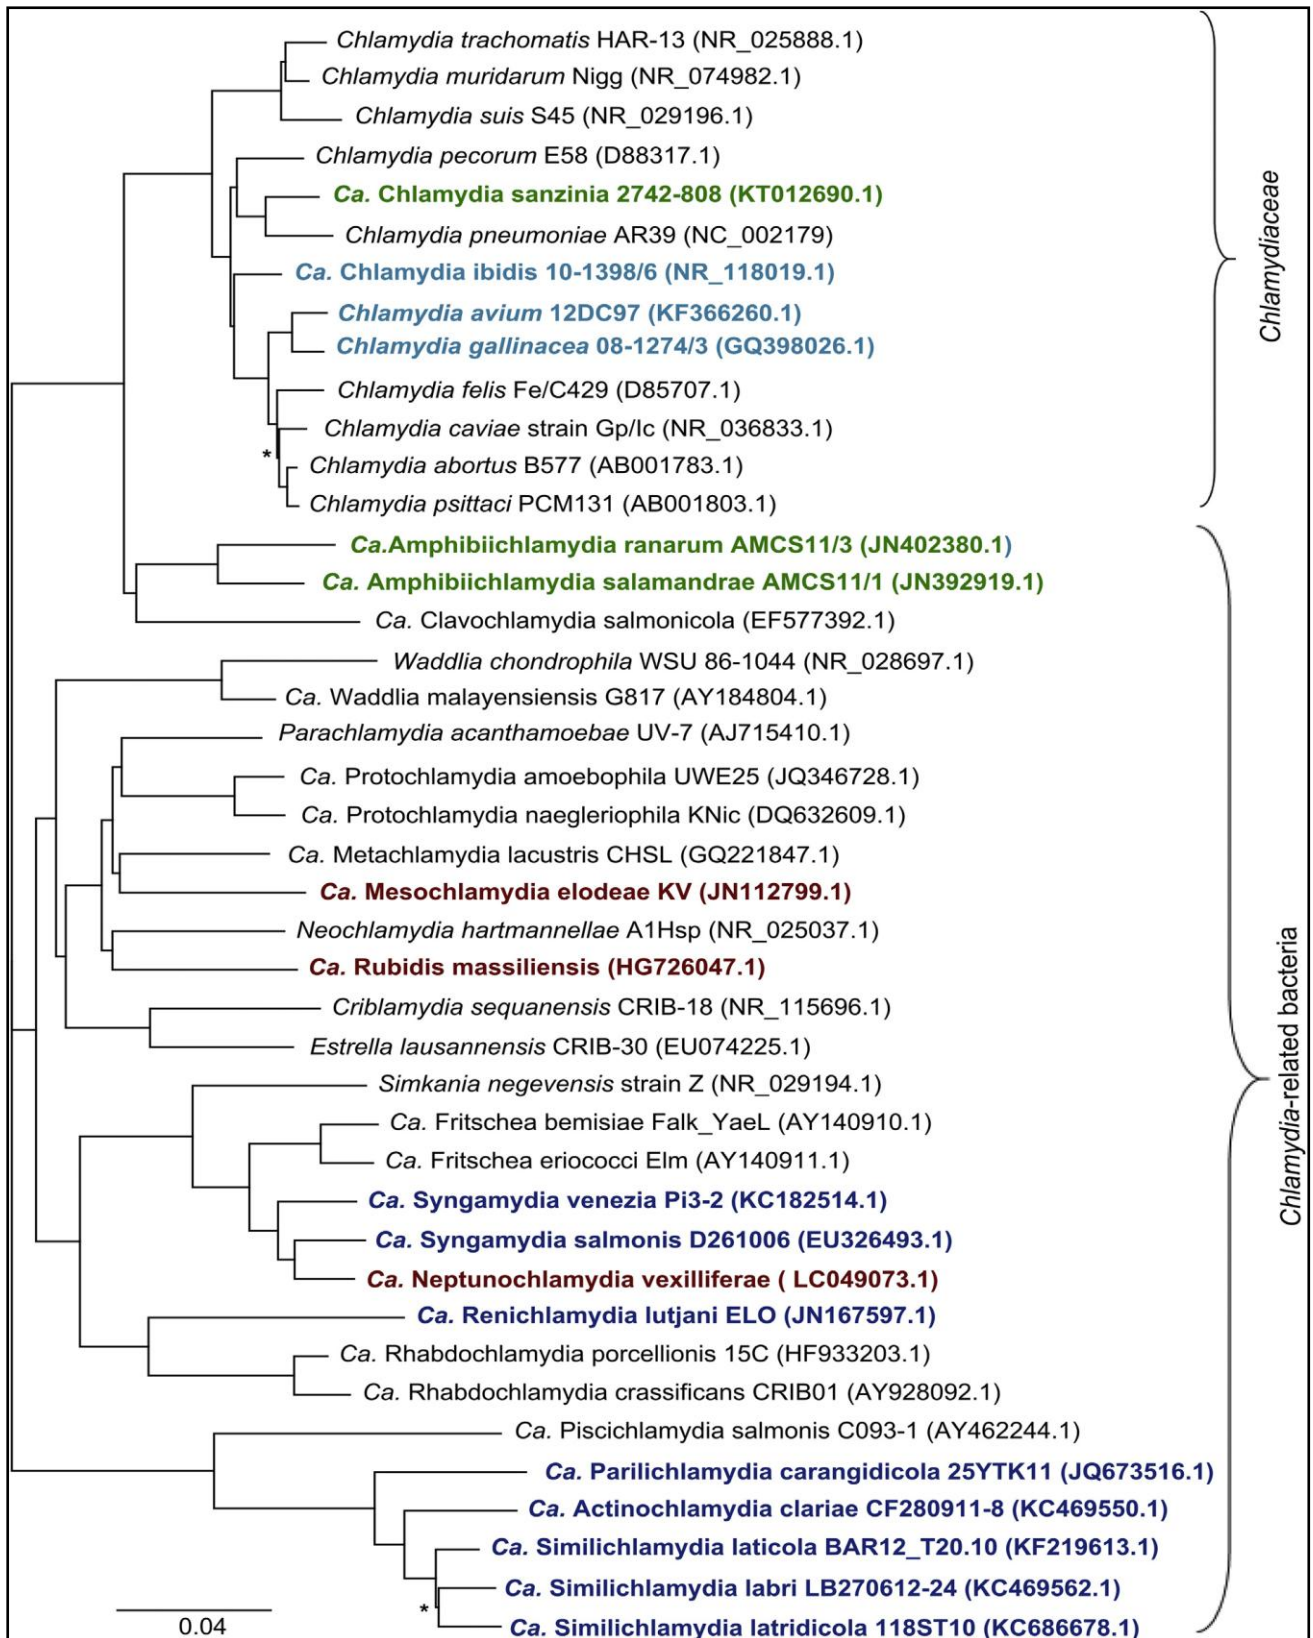 Chlamydia trachomatis HAR-13 (NR_025888.1)
Chlamydia muridarum Nigg (NR_074982.1)
Chlamydia suis S45 (NR_029196.1)
Chlamydia pecorum E58 (D88317.1)
Ca. Chlamydia sanzinia 2742-808 (KT012690.1)
Chlamydia pneumoniae AR39 (NC_002179)
Ca. Chlamydia ibidis 10-1398/6 (NR_118019.1)
Chlamydia avium 12DC97 (KF366260.1)
Chlamydia gallinacea 08-1274/3 (GQ398026.1)
Chlamydia felis Fe/C429 (D85707.1)
Chlamydia caviae strain Gp/Ic (NR_036833.1)
*
Chlamydia abortus B577 (AB001783.1)
Chlamydia psittaci PCM131 (AB001803.1)
Chlamydiaceae
Ca.Amphibiichlamydia ranarum AMCS11/3 (JN402380.1)
Ca. Amphibiichlamydia salamandrae AMCS11/1 (JN392919.1)
Ca. Clavochlamydia salmonicola (EF577392.1)
Waddlia chondrophila WSU 86-1044 (NR_028697.1)
Ca. Waddlia malayensiensis G817 (AY184804.1)
Parachlamydia acanthamoebae UV-7 (AJ715410.1)
Ca. Protochlamydia amoebophila UWE25 (JQ346728.1)
Ca. Protochlamydia naegleriophila KNic (DQ632609.1)
Ca. Metachlamydia lacustris CHSL (GQ221847.1)
Ca. Mesochlamydia elodeae KV (JN112799.1)
Neochlamydia hartmannellae A1Hsp (NR_025037.1)
Ca. Rubidis massiliensis (HG726047.1)
Criblamydia sequanensis CRIB-18 (NR_115696.1)
Estrella lausannensis CRIB-30 (EU074225.1)
Simkania negevensis strain Z (NR_029194.1)
Ca. Fritschea bemisiae Falk_YaeL (AY140910.1)
Ca. Fritschea eriococci Elm (AY140911.1)
Ca. Syngamydia venezia Pi3-2 (KC182514.1)
Ca. Syngamydia salmonis D261006 (EU326493.1)
Ca. Neptunochlamydia vexilliferae ( LC049073.1)
Ca. Renichlamydia lutjani ELO (JN167597.1)
Ca. Rhabdochlamydia porcellionis 15C (HF933203.1)
Ca. Rhabdochlamydia crassificans CRIB01 (AY928092.1)
Ca. Piscichlamydia salmonis C093-1 (AY462244.1)
Ca. Parilichlamydia carangidicola 25YTK11 (JQ673516.1)
Ca. Actinochlamydia clariae CF280911-8 (KC469550.1)
Ca. Similichlamydia laticola BAR12_T20.10 (KF219613.1)
Ca. Similichlamydia labri LB270612-24 (KC469562.1)
*
Ca. Similichlamydia latridicola 118ST10 (KC686678.1)
Chlamydia-related bacteria
0.04